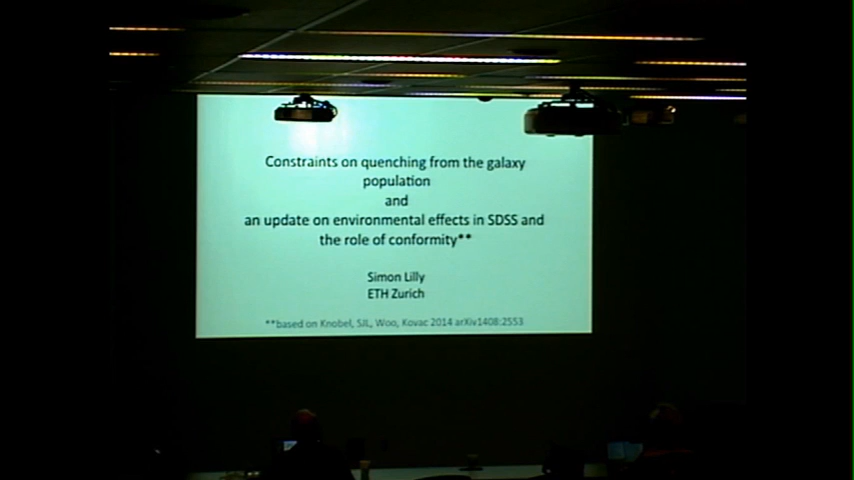 Constraints on quenching from the galaxy
population
and
an update on environmental effects in SDSS and
the role of conformity**
Simon Lilly
ETH Zurich
**based on Knobel, SJL, Woo, Kovac 2014 arXiv1408:2553